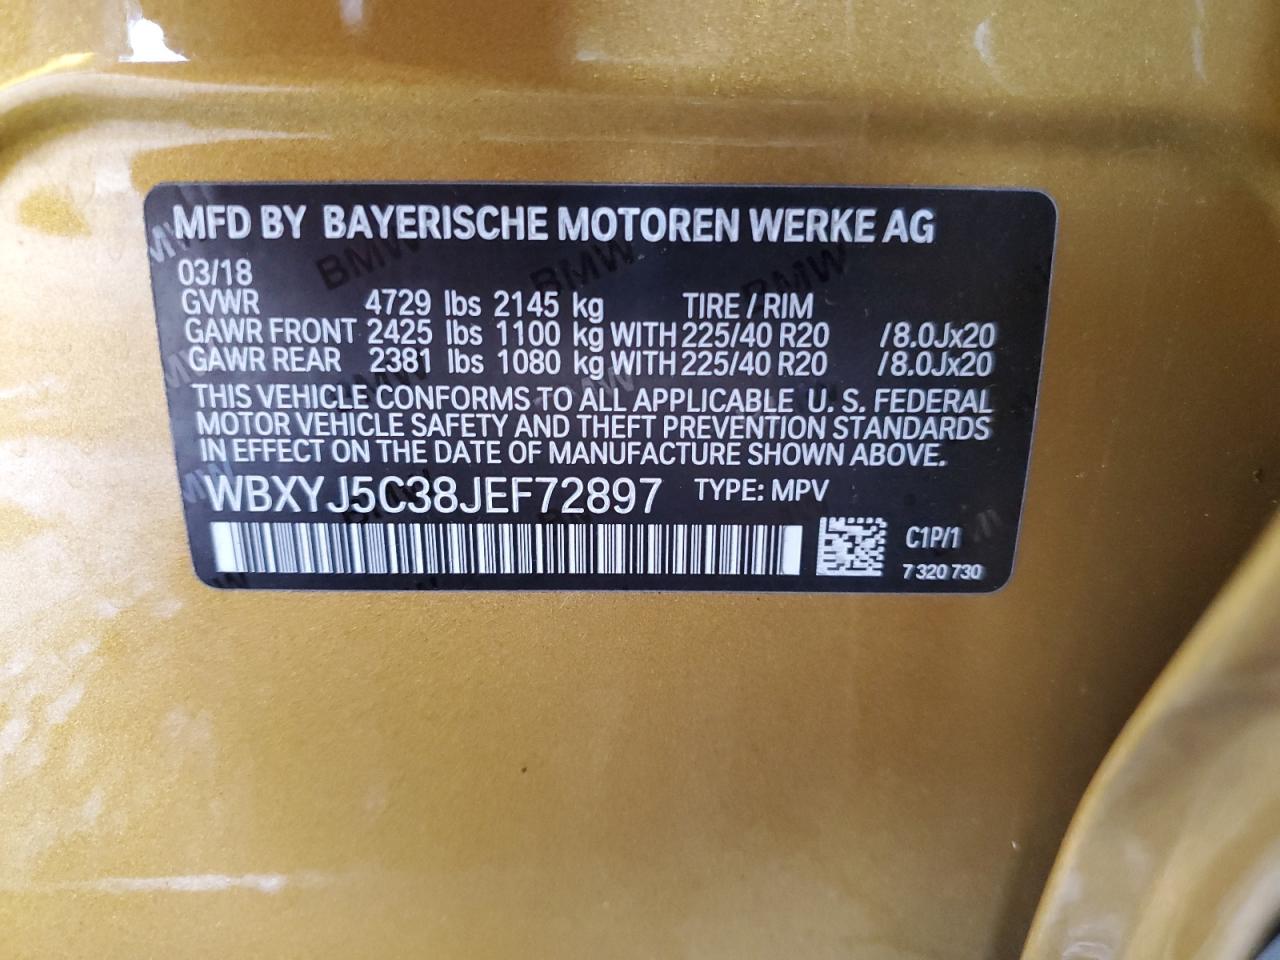 MFD BY BAYERISCHE MOTOREN WERKE AG
03/18
GVWR 4729 lbs 2145 kg TIRE / RIM
GAWR FRONT 2425 lbs 1100 kg WITH 225/40 R20 /8.0Jx20
GAWR REAR 2381 lbs 1080 kg WITH 225/40 R20 /8.0Jx20
THIS VEHICLE CONFORMS TO ALL APPLICABLE U. S. FEDERAL
MOTOR VEHICLE SAFETY AND THEFT PREVENTION STANDARDS
IN EFFECT ON THE DATE OF MANUFACTURE SHOWN ABOVE.
WBXYJ5C38JEF72897 TYPE: MPV
C1P/1
7 320 730